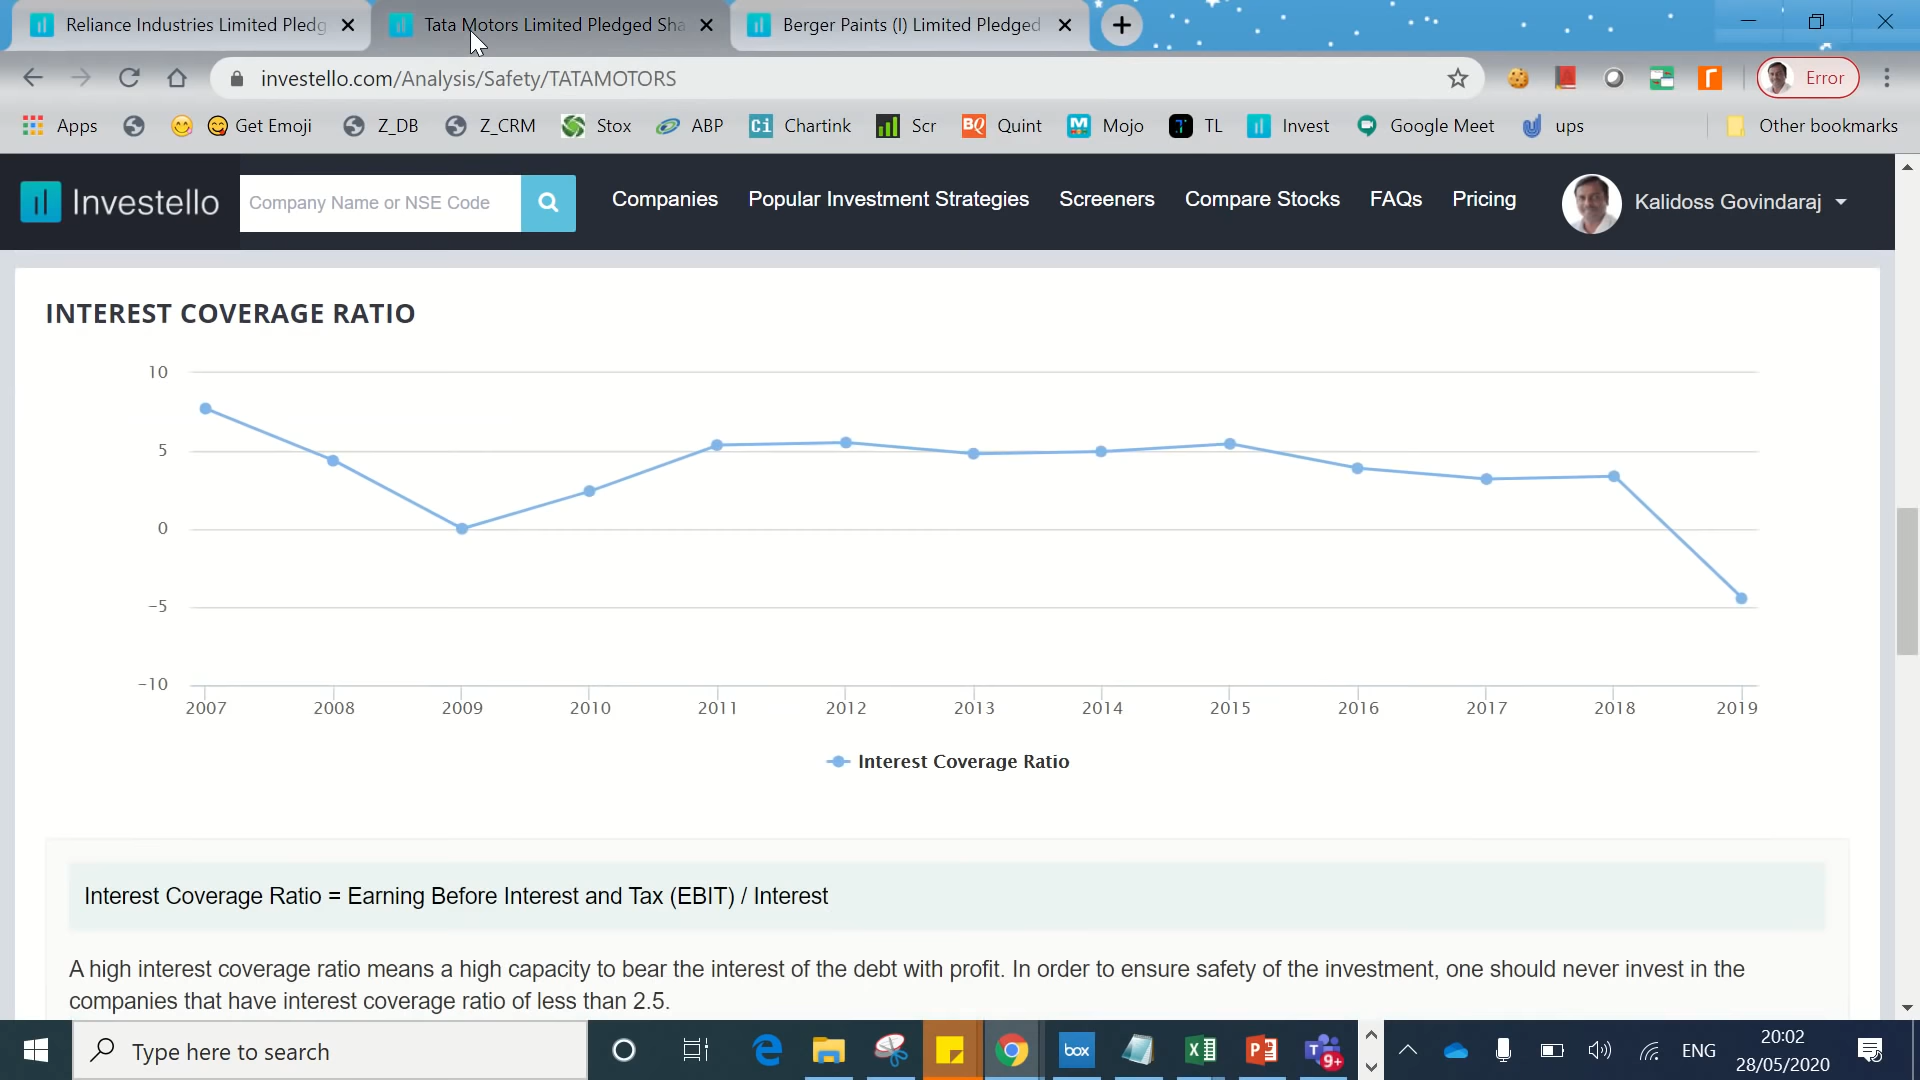 Reliance Industries Limited Pledg
Tata Motors Limited Pledged Sha
Berger Paints (I) Limited Pledged
investello.com/Analysis/Safety/TATAMOTORS
Error
Apps
Get Emoji
Z_DB
Z_CRM
Stox
ABP
Ci Chartink
Scr
BQ Quint
M Mojo
TL
Invest
Google Meet
ups
Other bookmarks
Investello
Company Name or NSE Code
Companies
Popular Investment Strategies
Screeners
Compare Stocks
FAQs
Pricing
Kalidoss Govindaraj
INTEREST COVERAGE RATIO
10
5
0
-5
-10
2007 2008 2009 2010 2011 2012 2013 2014 2015 2016 2017 2018 2019
Interest Coverage Ratio
Interest Coverage Ratio = Earning Before Interest and Tax (EBIT) / Interest
A high interest coverage ratio means a high capacity to bear the interest of the debt with profit. In order to ensure safety of the investment, one should never invest in the
companies that have interest coverage ratio of less than 2.5.
Type here to search
box
9+
ENG
20:02
28/05/2020